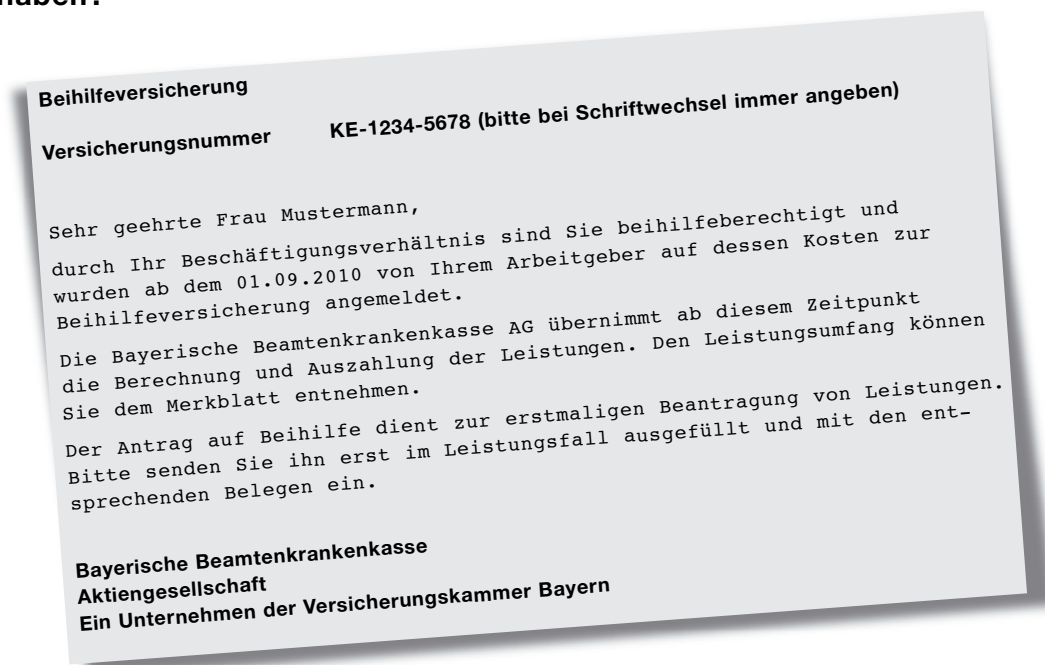 haben?
Beihilfeversicherung
Versicherungsnummer KE-1234-5678 (bitte bei Schriftwechsel immer angeben)
Sehr geehrte Frau Mustermann,
durch Ihr Beschäftigungsverhältnis sind Sie beihilfeberechtigt und
wurden ab dem 01.09.2010 von Ihrem Arbeitgeber auf dessen Kosten zur
Beihilfeversicherung angemeldet.
Die Bayerische Beamtenkrankenkasse AG übernimmt ab diesem Zeitpunkt
die Berechnung und Auszahlung der Leistungen. Den Leistungsumfang können
Sie dem Merkblatt entnehmen.
Der Antrag auf Beihilfe dient zur erstmaligen Beantragung von Leistungen.
Bitte senden Sie ihn erst im Leistungsfall ausgefüllt und mit den ent-
sprechenden Belegen ein.
Bayerische Beamtenkrankenkasse
Aktiengesellschaft
Ein Unternehmen der Versicherungskammer Bayern